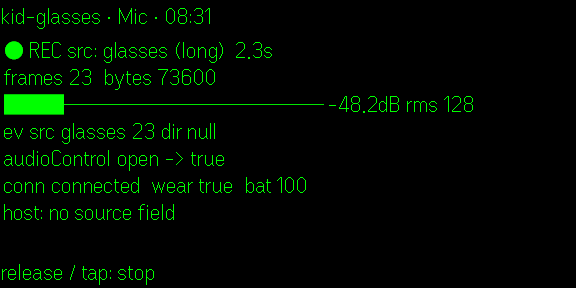 kid-glasses · Mic · 08:31
● REC src: glasses (long)  2.3s
frames 23  bytes 73600
-48.2dB rms 128
ev src glasses 23 dir null
audioControl open -> true
conn connected  wear true  bat 100
host: no source field
release / tap: stop